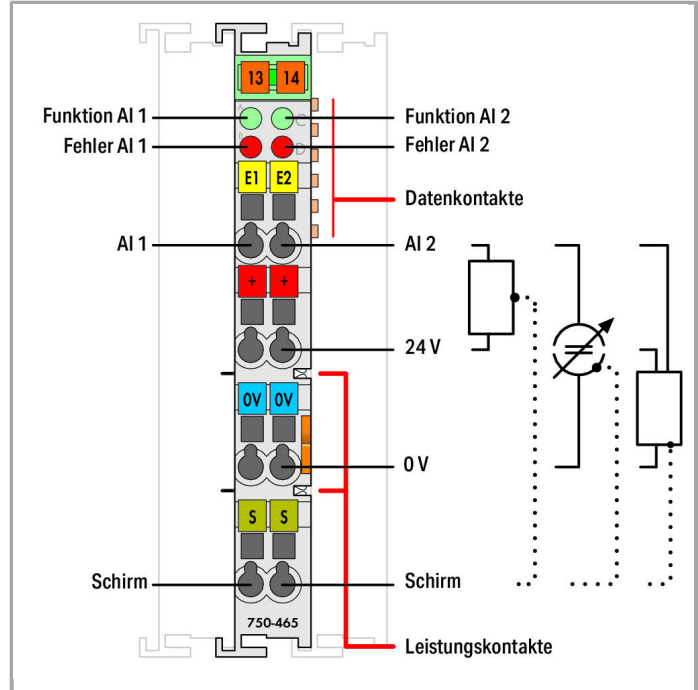 13 14
Funktion AI 1
A
C
Funktion AI 2
Fehler AI 1
B
D
Fehler AI 2
E1 E2
Datenkontakte
AI 1
AI 2
+ +
24 V
0V 0V
0 V
S S
Schirm
Schirm
750-465
Leistungskontakte